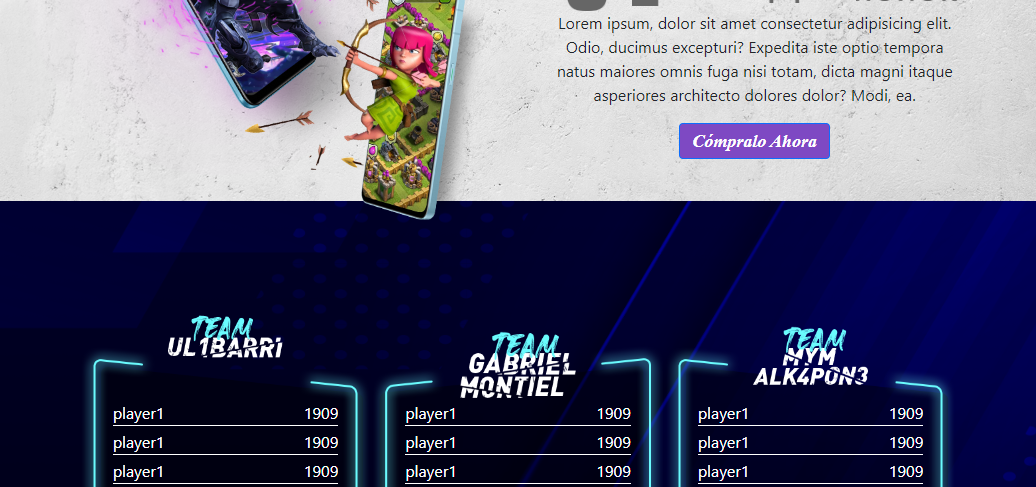 Lorem ipsum, dolor sit amet consectetur adipisicing elit.
Odio, ducimus excepturi? Expedita iste optio tempora
natus maiores omnis fuga nisi totam, dicta magni itaque
asperiores architecto dolores dolor? Modi, ea.
Cómpralo Ahora
TEAM
UL1BARR1
player1 1909
player1 1909
player1 1909
TEAM
GABRIEL
MONTIEL
player1 1909
player1 1909
player1 1909
TEAM
MYM
ALK4P0N3
player1 1909
player1 1909
player1 1909